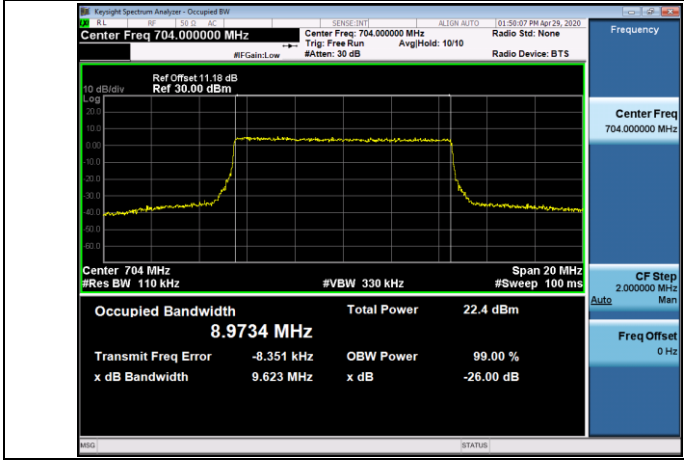 Keysight Spectrum Analyzer - Occupied BW
RL RF 50 Ω AC SENSE:INT ALIGN AUTO 01:50:07 PM Apr 29, 2020
Center Freq 704.000000 MHz
Center Freq: 704.000000 MHz Radio Std: None
Trig: Free Run Avg|Hold: 10/10
#IFGain:Low #Atten: 30 dB Radio Device: BTS
Ref Offset 11.18 dB
10 dB/div Ref 30.00 dBm
Log
20.0
10.0
0.00
-10.0
-20.0
-30.0
-40.0
-50.0
-60.0
Center 704 MHz Span 20 MHz
#Res BW 110 kHz #VBW 330 kHz #Sweep 100 ms
Occupied Bandwidth Total Power 22.4 dBm
8.9734 MHz
Transmit Freq Error -8.351 kHz OBW Power 99.00 %
x dB Bandwidth 9.623 MHz x dB -26.00 dB
MSG STATUS
Frequency
Center Freq
704.000000 MHz
CF Step
2.000000 MHz
Auto Man
Freq Offset
0 Hz